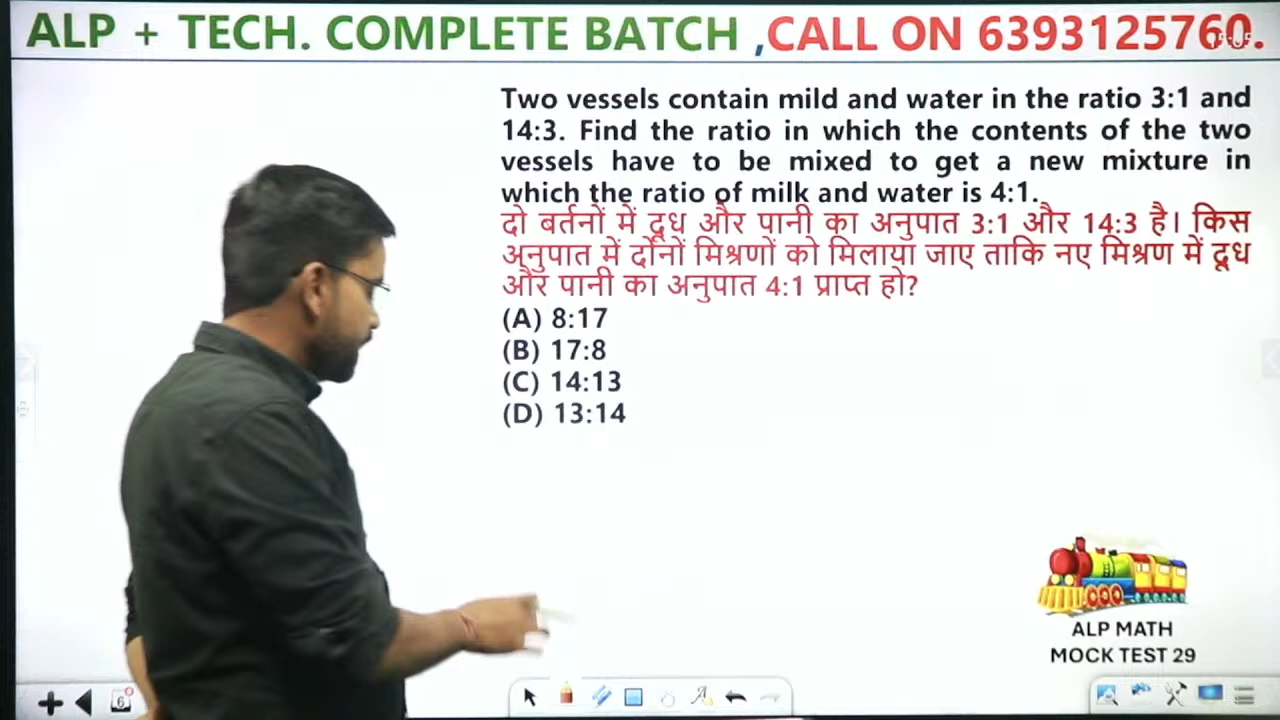 ALP + TECH. COMPLETE BATCH ,CALL ON 6393125760.
Two vessels contain mild and water in the ratio 3:1 and
14:3. Find the ratio in which the contents of the two
vessels have to be mixed to get a new mixture in
which the ratio of milk and water is 4:1.
दो बर्तनों में दूध और पानी का अनुपात 3:1 और 14:3 है। किस
अनुपात में दोनों मिश्रणों को मिलाया जाए ताकि नए मिश्रण में दूध
और पानी का अनुपात 4:1 प्राप्त हो?
(A) 8:17
(B) 17:8
(C) 14:13
(D) 13:14
ALP MATH
MOCK TEST 29
6